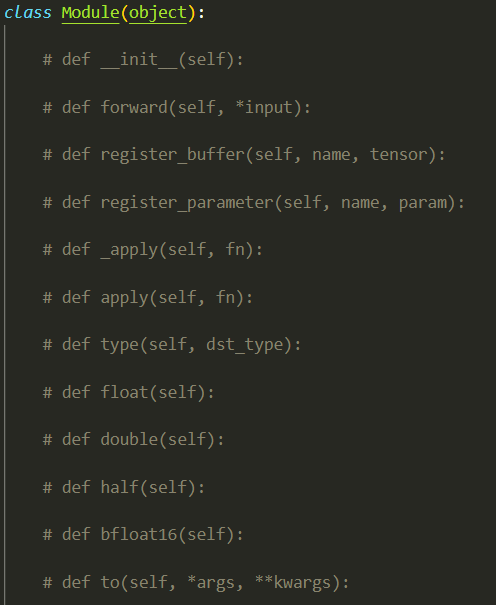 class Module(object):
# def __init__(self):
# def forward(self, *input):
# def register_buffer(self, name, tensor):
# def register_parameter(self, name, param):
# def _apply(self, fn):
# def apply(self, fn):
# def type(self, dst_type):
# def float(self):
# def double(self):
# def half(self):
# def bfloat16(self):
# def to(self, *args, **kwargs):